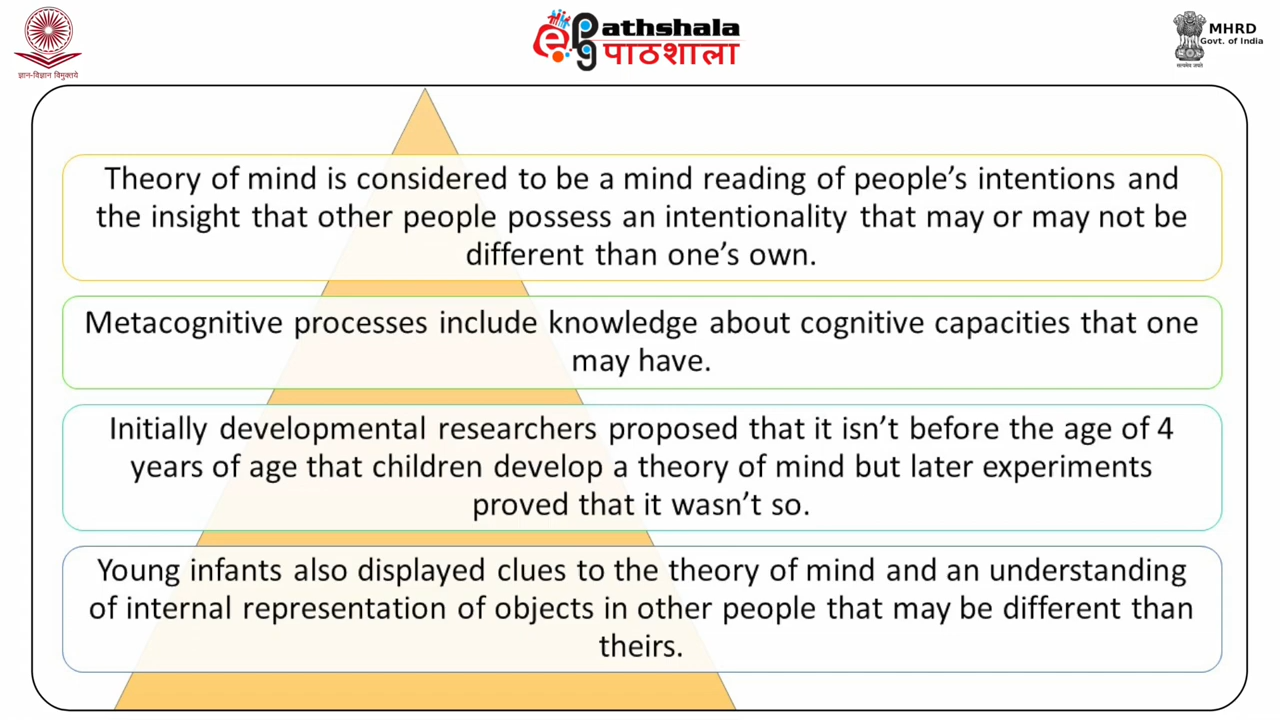 ज्ञान-विज्ञान विमुक्तये
ePG athshala
पाठशाला
MHRD
Govt. of India
सत्यमेव जयते
Theory of mind is considered to be a mind reading of people's intentions and
the insight that other people possess an intentionality that may or may not be
different than one's own.
Metacognitive processes include knowledge about cognitive capacities that one
may have.
Initially developmental researchers proposed that it isn't before the age of 4
years of age that children develop a theory of mind but later experiments
proved that it wasn't so.
Young infants also displayed clues to the theory of mind and an understanding
of internal representation of objects in other people that may be different than
theirs.